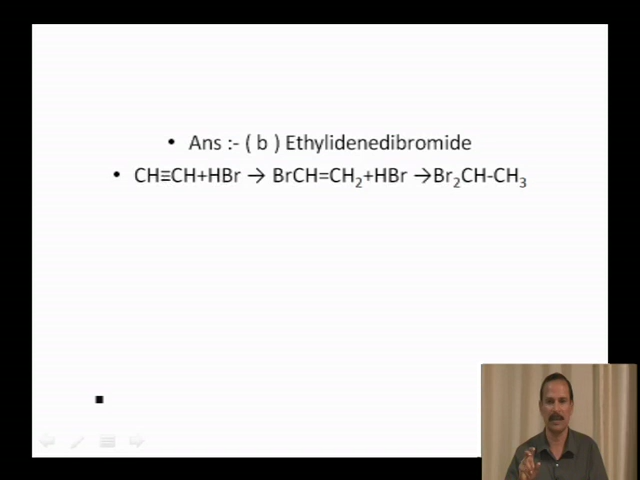 • Ans :- ( b ) Ethylidenedibromide
• CH≡CH+HBr → BrCH=CH₂+HBr →Br₂CH-CH₃